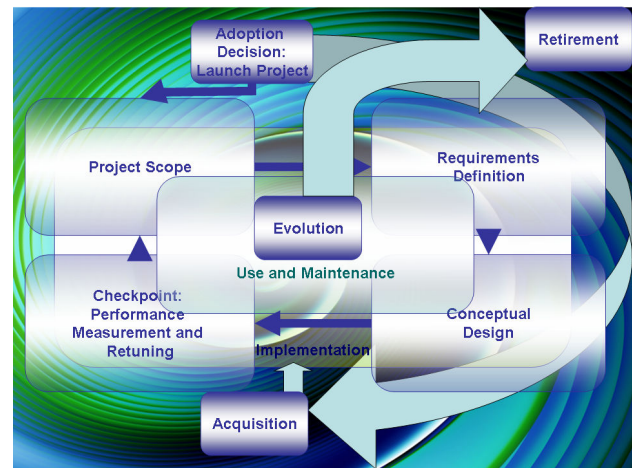 Adoption
Decision:
Launch Project
Retirement
Project Scope
Requirements
Definition
Evolution
Use and Maintenance
Checkpoint:
Performance
Measurement and
Retuning
Conceptual
Design
Implementation
Acquisition